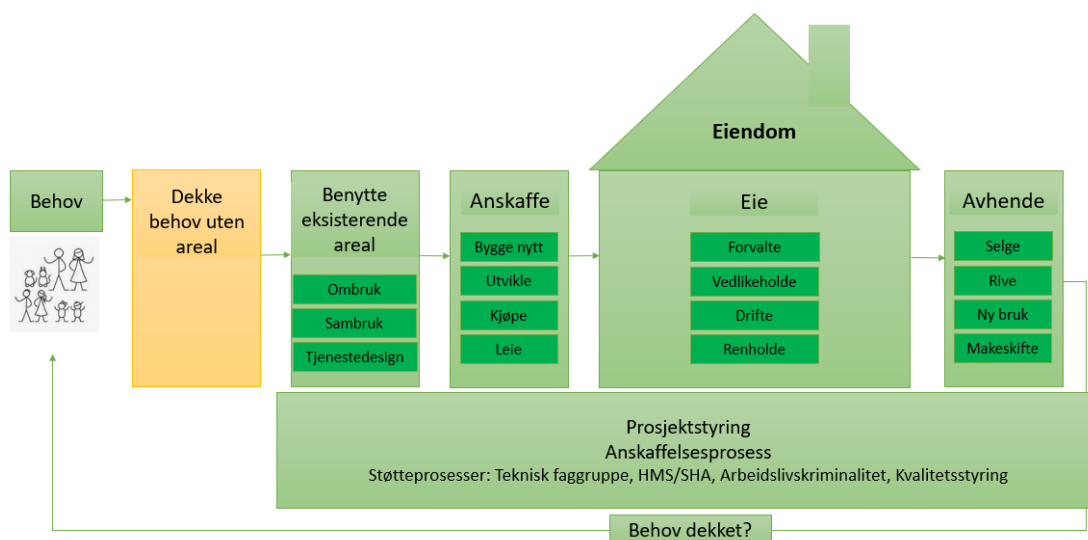 Eiendom
Behov
Dekke
behov uten
areal
Benytte
eksisterende
areal
Ombruk
Sambruk
Tjenestedesign
Anskaffe
Bygge nytt
Utvikle
Kjøpe
Leie
Eie
Forvalte
Vedlikeholde
Drifte
Renholde
Avhende
Selge
Rive
Ny bruk
Makeskifte
Prosjektstyring
Anskaffelsesprosess
Støtteprosesser: Teknisk faggruppe, HMS/SHA, Arbeidslivskriminalitet, Kvalitetsstyring
Behov dekket?